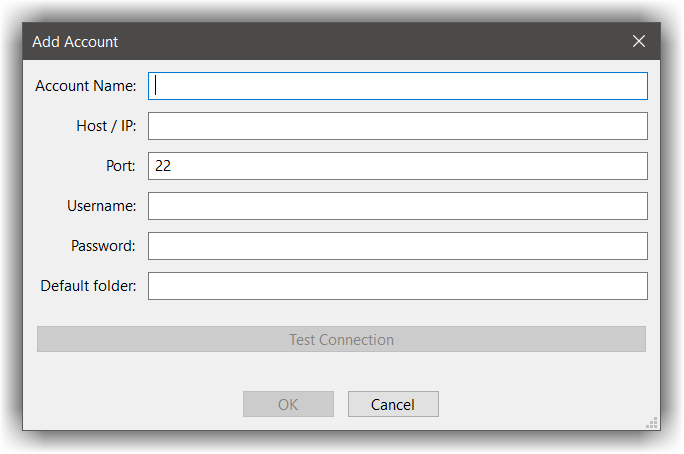 Add Account
Account Name:
Host / IP:
Port: 22
Username:
Password:
Default folder:
Test Connection
OK Cancel